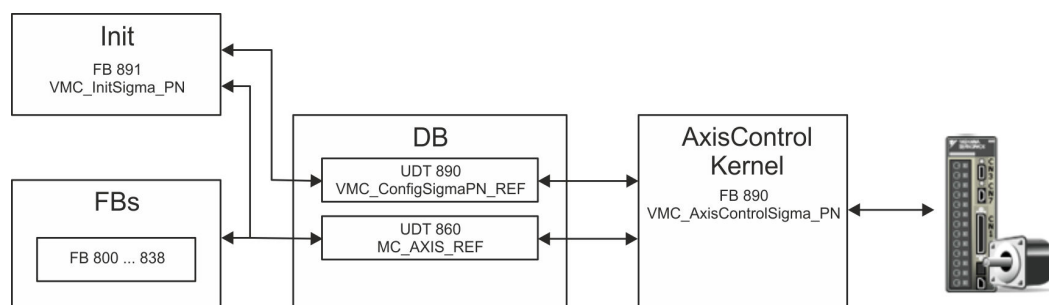 Init
FB 891
VMC_InitSigma_PN
FBs
FB 800 ... 838
DB
UDT 890
VMC_ConfigSigmaPN_REF
UDT 860
MC_AXIS_REF
AxisControl
Kernel
FB 890
VMC_AxisControlSigma_PN